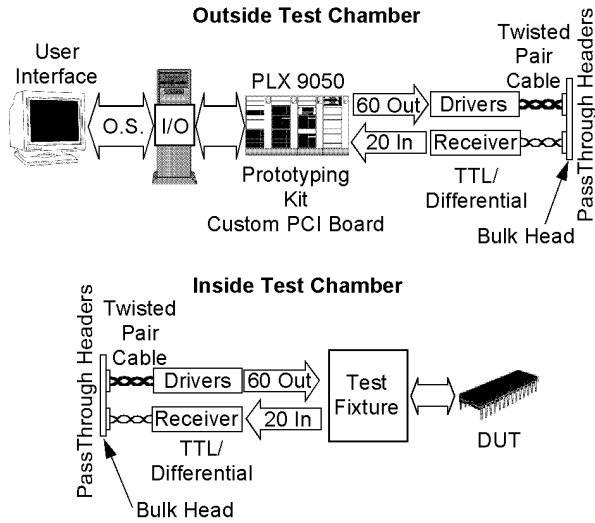 Outside Test Chamber
User
Interface
O.S.
I/O
PLX 9050
Prototyping
Kit
Custom PCI Board
60 Out
20 In
Drivers
Receiver
TTL/
Differential
Twisted
Pair
Cable
PassThrough Headers
Bulk Head
Inside Test Chamber
PassThrough Headers
Twisted
Pair
Cable
Drivers
60 Out
Receiver
20 In
TTL/
Differential
Bulk Head
Test
Fixture
DUT